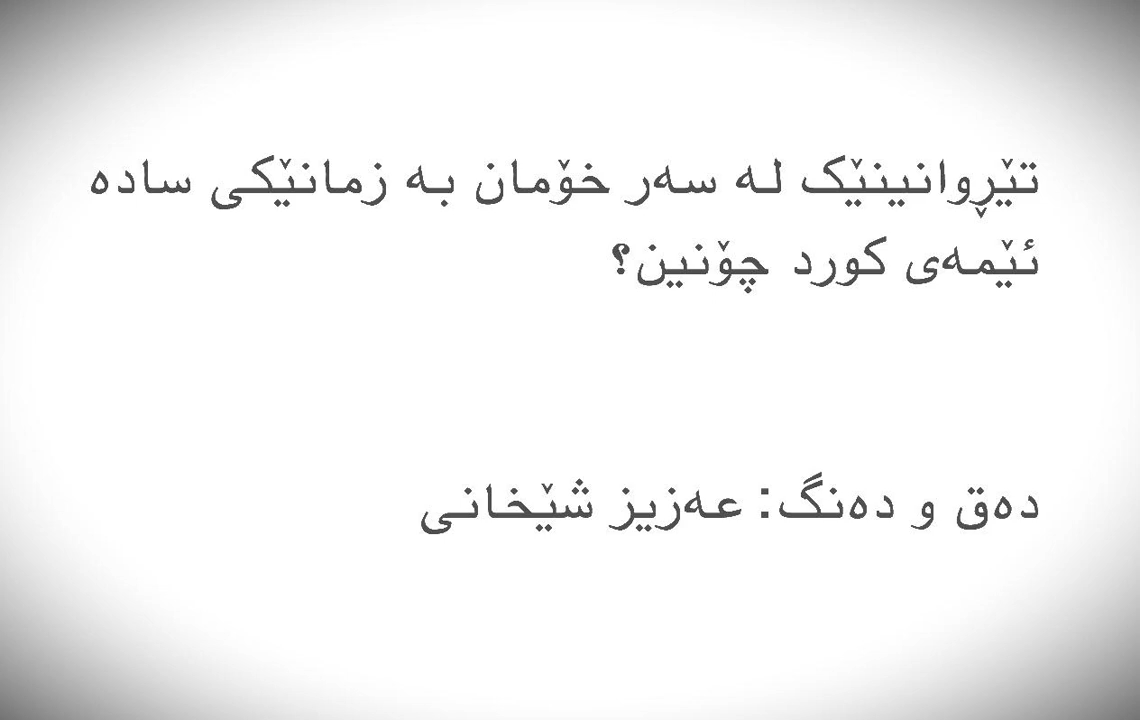 تێڕوانینێک لە سەر خۆمان بە زمانێکی سادە
ئێمەی کورد چۆنین؟
دەق و دەنگ: عەزیز شێخانی